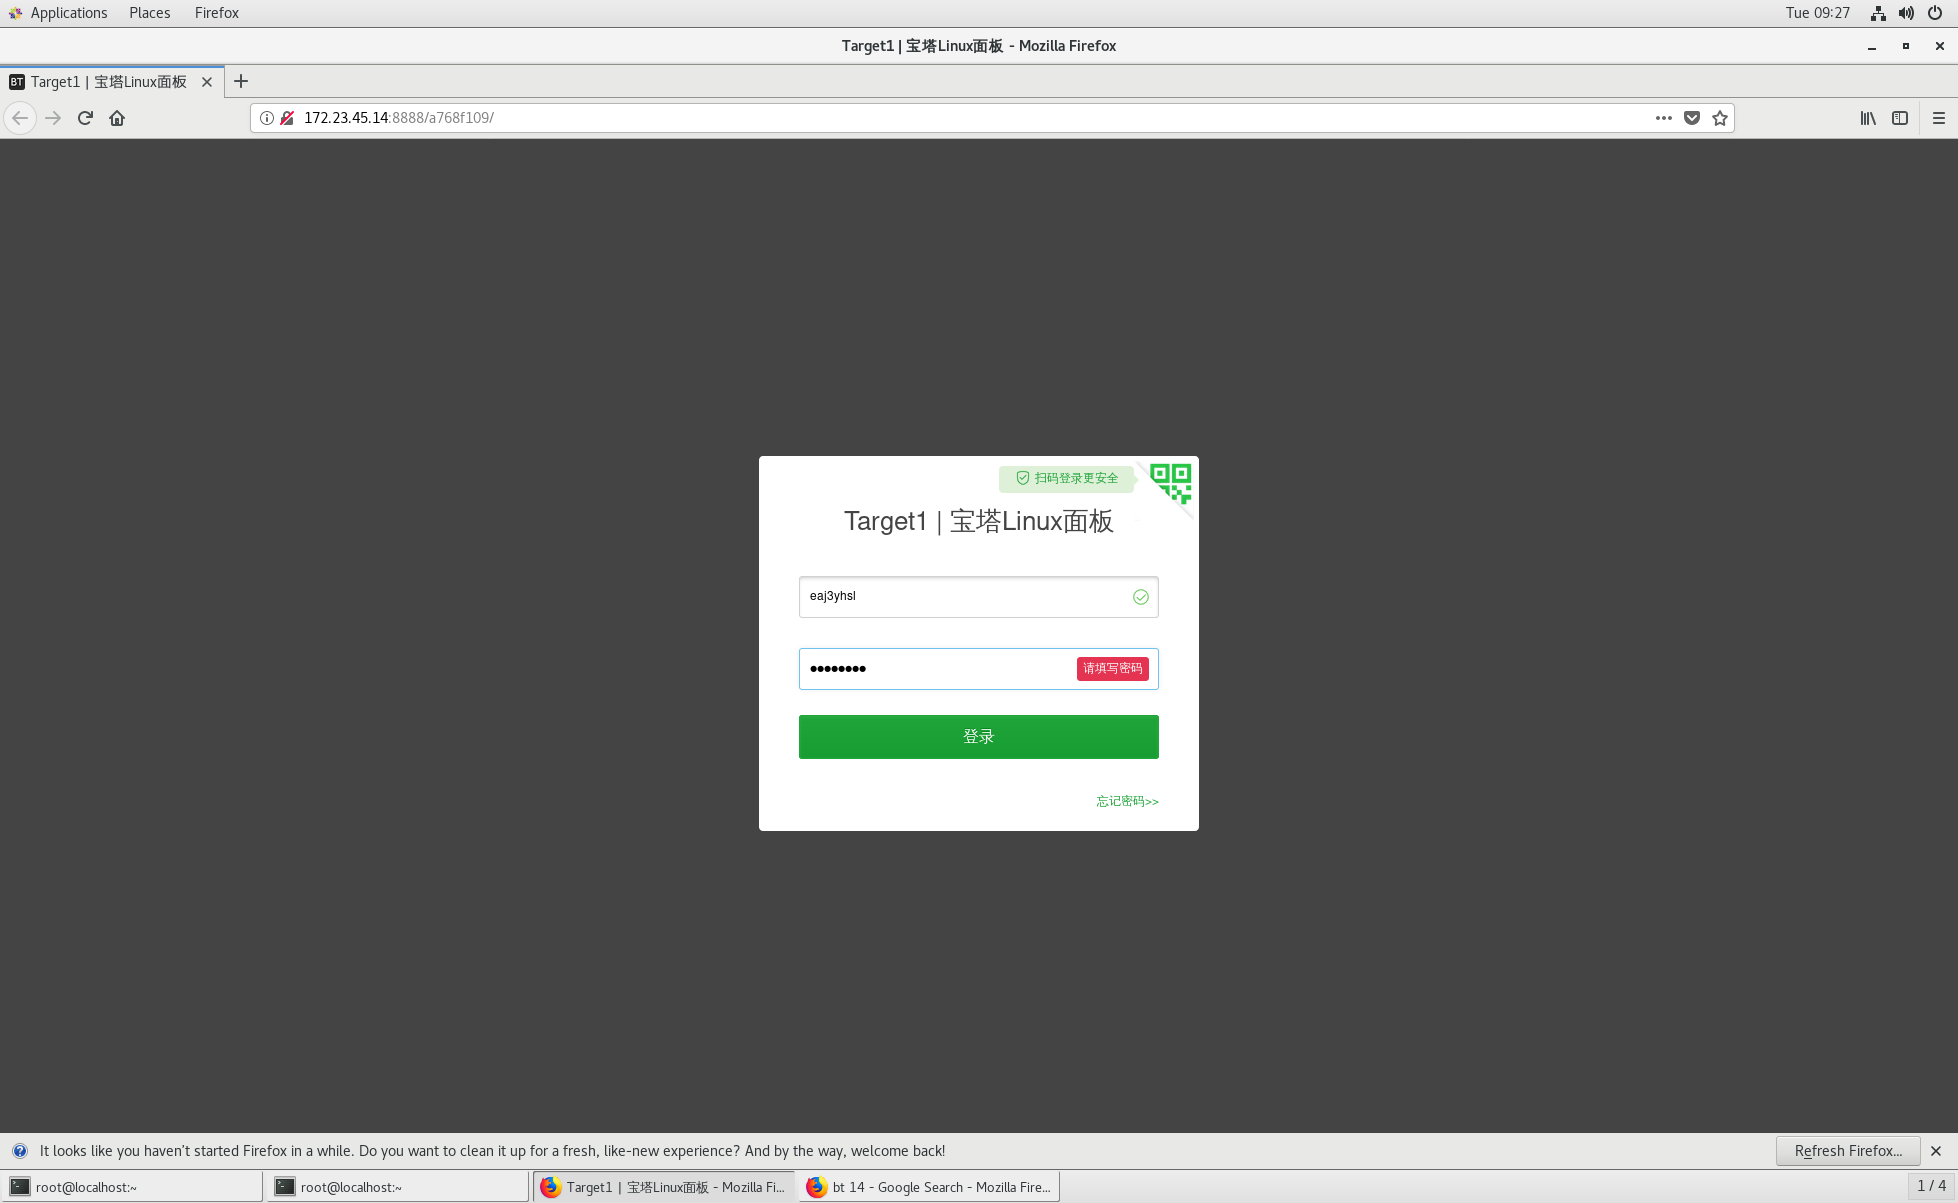 Applications Places Firefox Tue 09:27
Target1 | 宝塔Linux面板 - Mozilla Firefox
BT Target1 | 宝塔Linux面板
172.23.45.14:8888/a768f109/
扫码登录更安全
Target1 | 宝塔Linux面板
eaj3yhsl
请填写密码
登录
忘记密码>>
It looks like you haven't started Firefox in a while. Do you want to clean it up for a fresh, like-new experience? And by the way, welcome back! Refresh Firefox...
root@localhost:~ root@localhost:~ Target1 | 宝塔Linux面板 - Mozilla Fi... bt 14 - Google Search - Mozilla Fire... 1 / 4